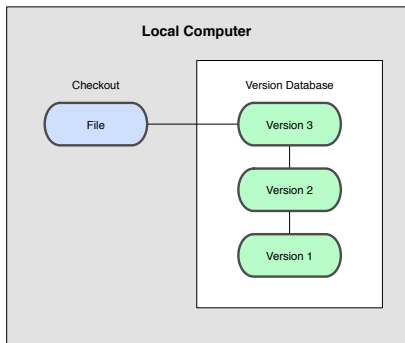 Local Computer
Checkout
Version Database
File
Version 3
Version 2
Version 1